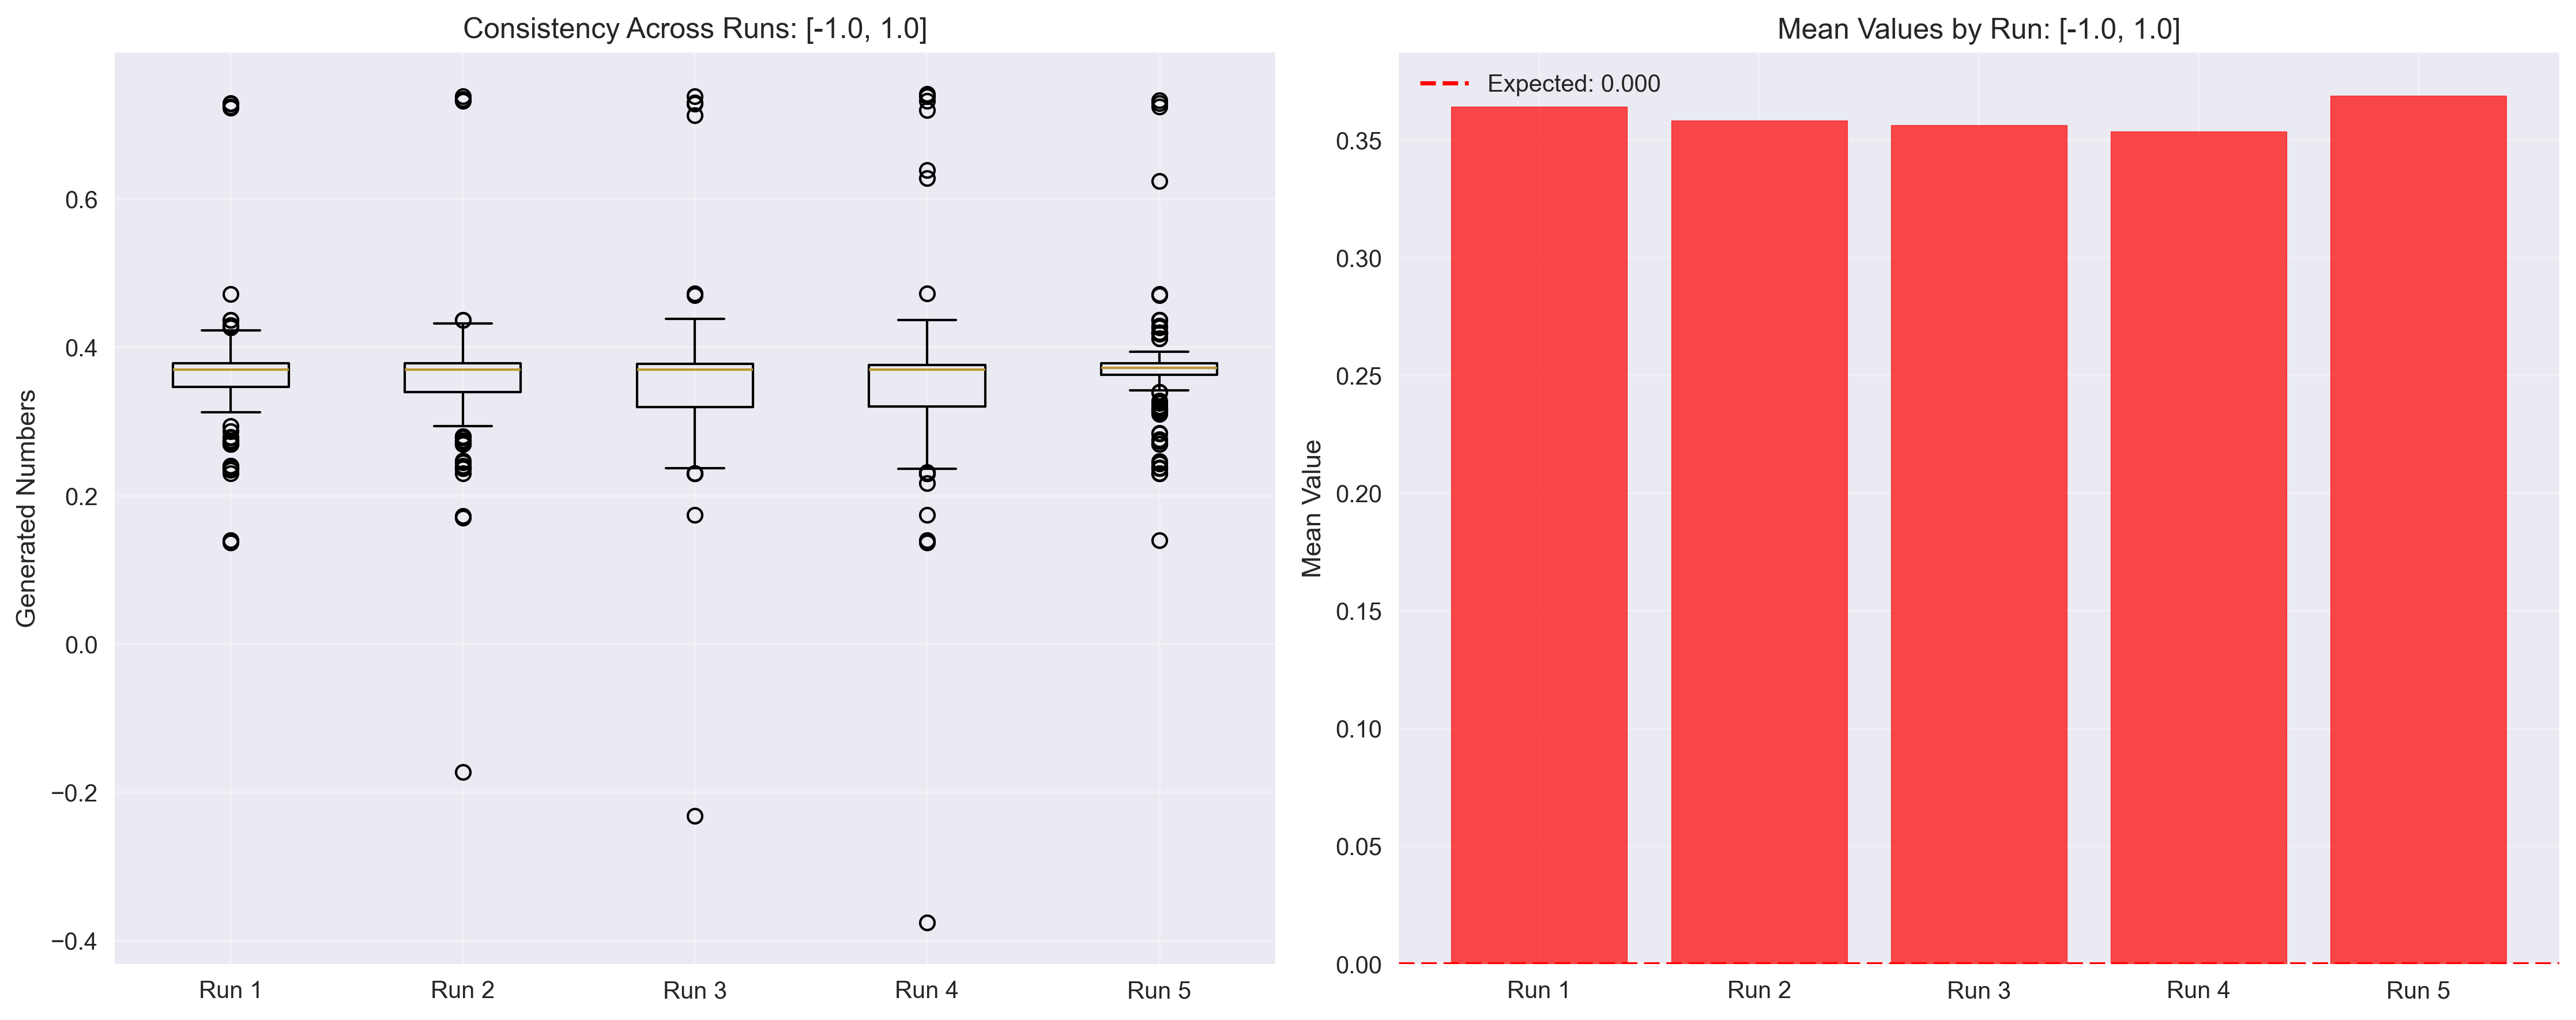 Consistency Across Runs: [-1.0, 1.0]
Generated Numbers
0.6
0.4
0.2
0.0
−0.2
−0.4
Run 1
Run 2
Run 3
Run 4
Run 5
Mean Values by Run: [-1.0, 1.0]
Expected: 0.000
Mean Value
0.35
0.30
0.25
0.20
0.15
0.10
0.05
0.00
Run 1
Run 2
Run 3
Run 4
Run 5